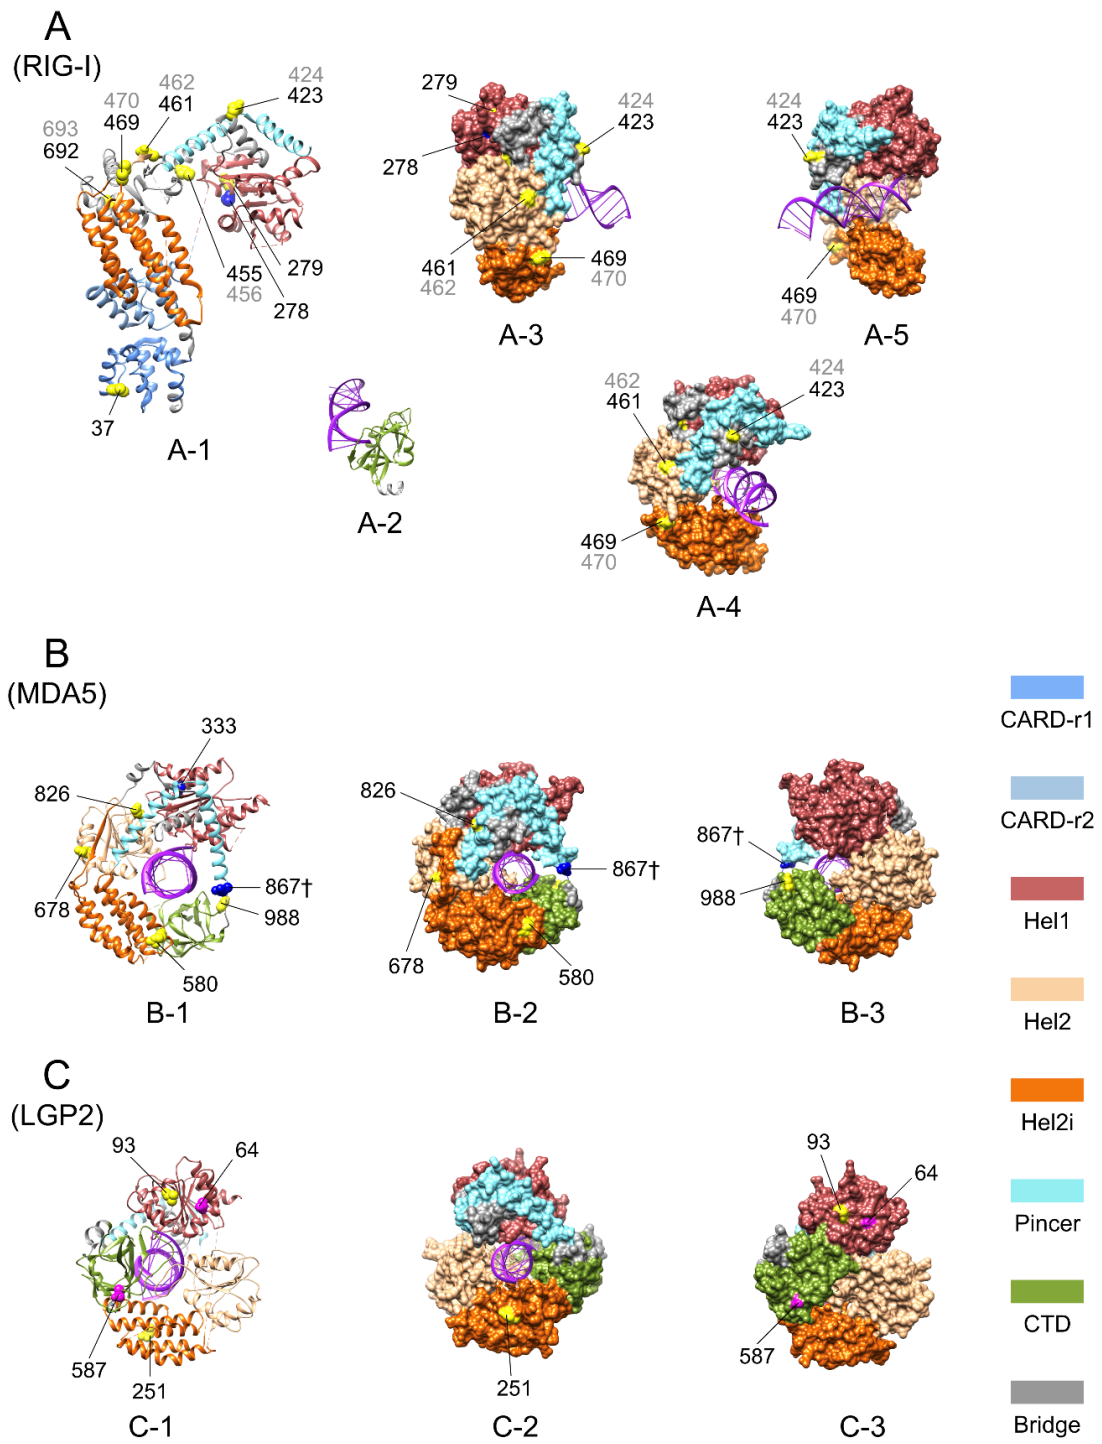 A
(RIG-I)
693
692
470
469
462
461
424
423
455
456
279
278
37
A-1
A-2
279
278
424
423
461
462
469
470
A-3
424
423
469
470
A-5
462
461
424
423
469
470
A-4
B
(MDA5)
333
826
678
867†
988
580
B-1
826
867†
678
580
B-2
867†
988
B-3
C
(LGP2)
93
64
587
251
C-1
251
C-2
93
64
587
C-3
CARD-r1
CARD-r2
Hel1
Hel2
Hel2i
Pincer
CTD
Bridge